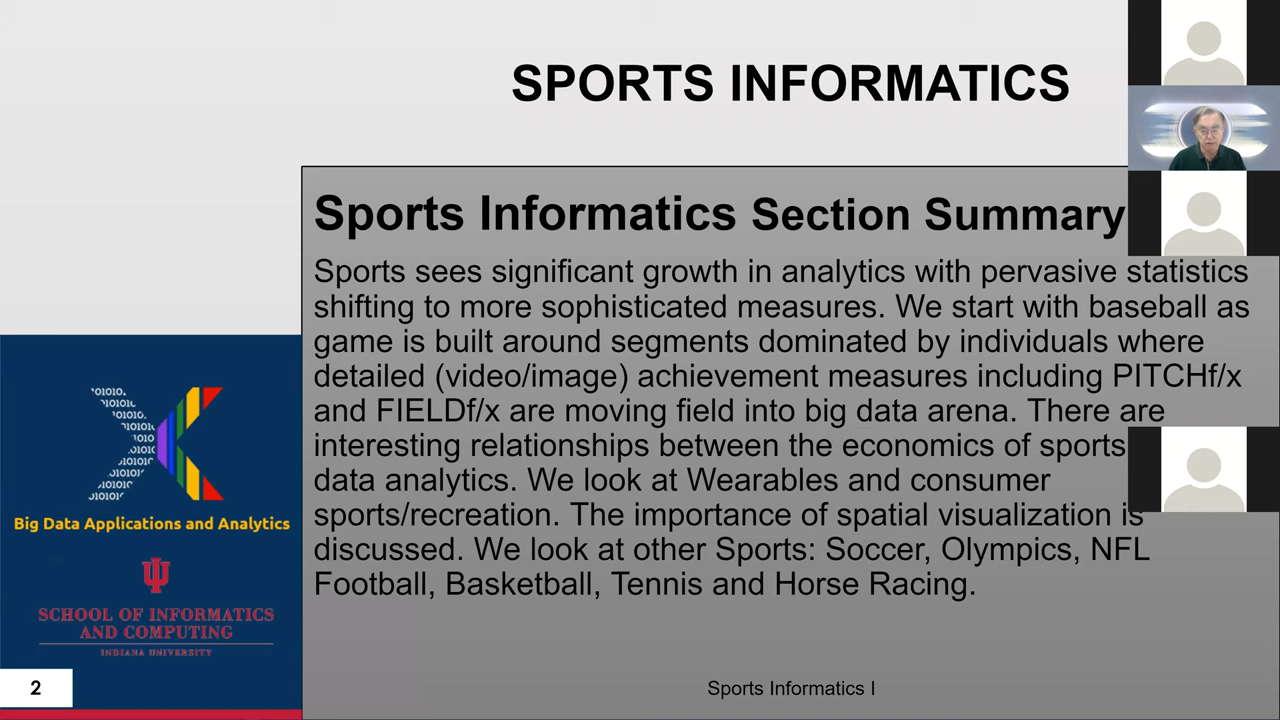 SPORTS INFORMATICS
Sports Informatics Section Summary
Sports sees significant growth in analytics with pervasive statistics
shifting to more sophisticated measures. We start with baseball as
game is built around segments dominated by individuals where
detailed (video/image) achievement measures including PITCHf/x
and FIELDf/x are moving field into big data arena. There are
interesting relationships between the economics of sports
data analytics. We look at Wearables and consumer
sports/recreation. The importance of spatial visualization is
discussed. We look at other Sports: Soccer, Olympics, NFL
Football, Basketball, Tennis and Horse Racing.
Big Data Applications and Analytics
SCHOOL OF INFORMATICS
AND COMPUTING
INDIANA UNIVERSITY
2
Sports Informatics I